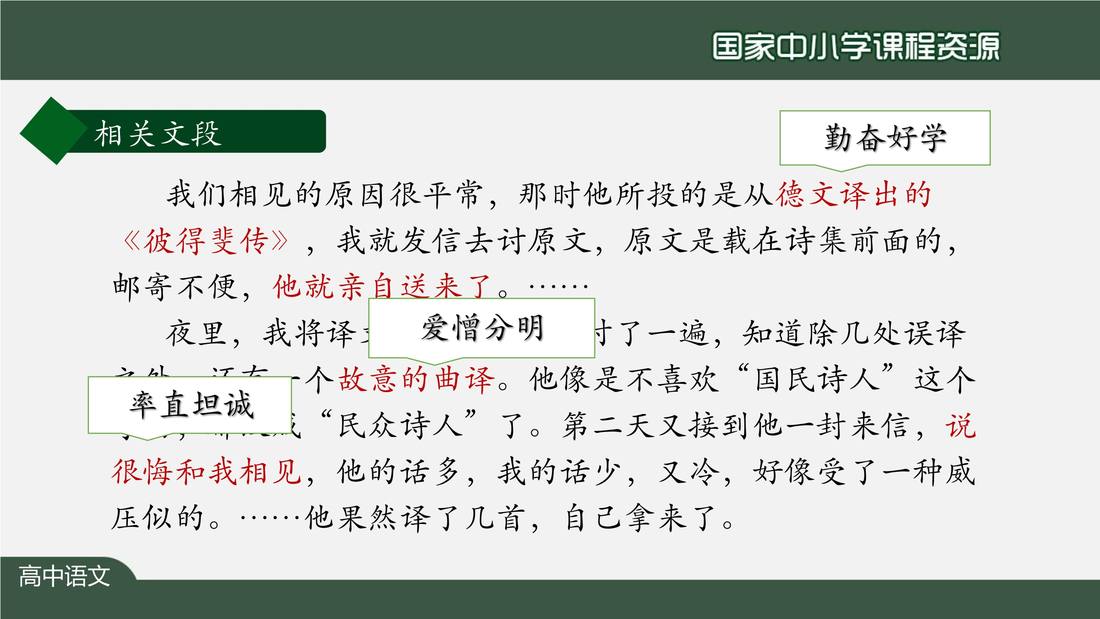 国家中小学课程资源
相关文段
勤奋好学
我们相见的原因很平常，那时他所投的是从德文译出的
《彼得斐传》，我就发信去讨原文，原文是载在诗集前面的，
邮寄不便，他就亲自送来了。……
爱憎分明
夜里，我将译 了一遍，知道除几处误译
一个故意的曲译。他像是不喜欢“国民诗人”这个
率直坦诚
“民众诗人”了。第二天又接到他一封来信，说
很悔和我相见，他的话多，我的话少，又冷，好像受了一种威
压似的。……他果然译了几首，自己拿来了。
高中语文